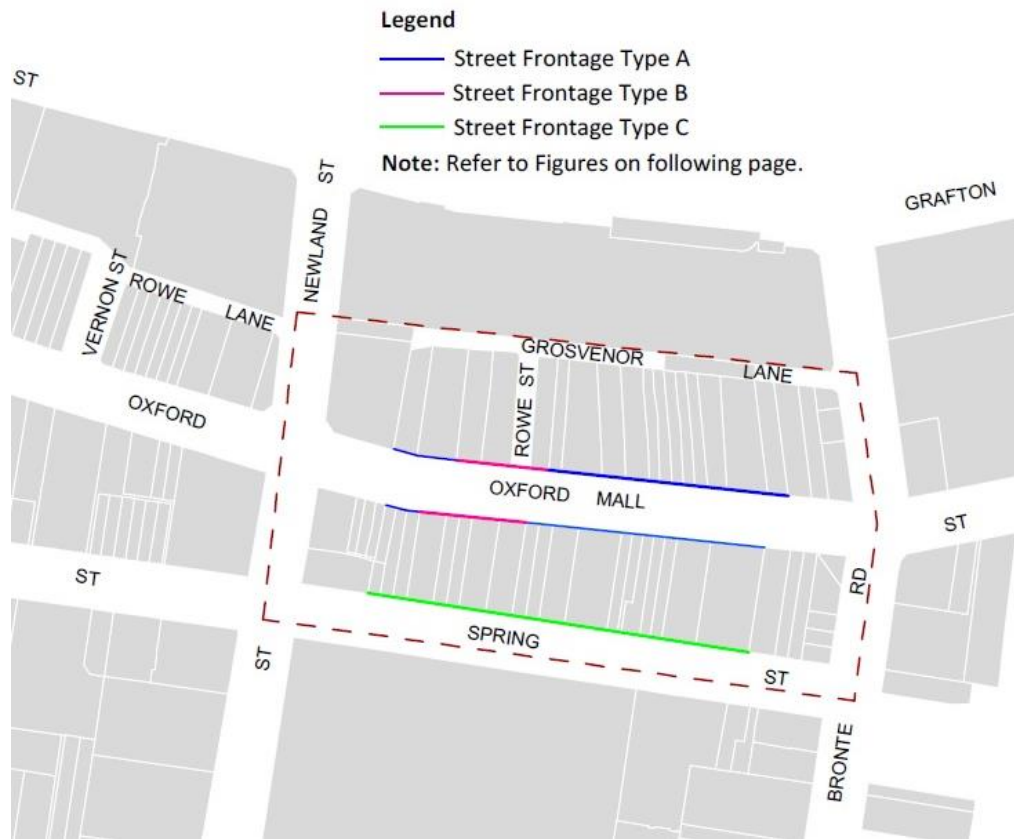 Legend
Street Frontage Type A
Street Frontage Type B
Street Frontage Type C
Note: Refer to Figures on following page.
ST
GRAFTON
NEWLAND ST
VERNON ST
ROWE LANE
GROSVENOR LANE
ROWE ST
OXFORD
OXFORD MALL
ST
ST
SPRING ST
RD
ST
BRONTE